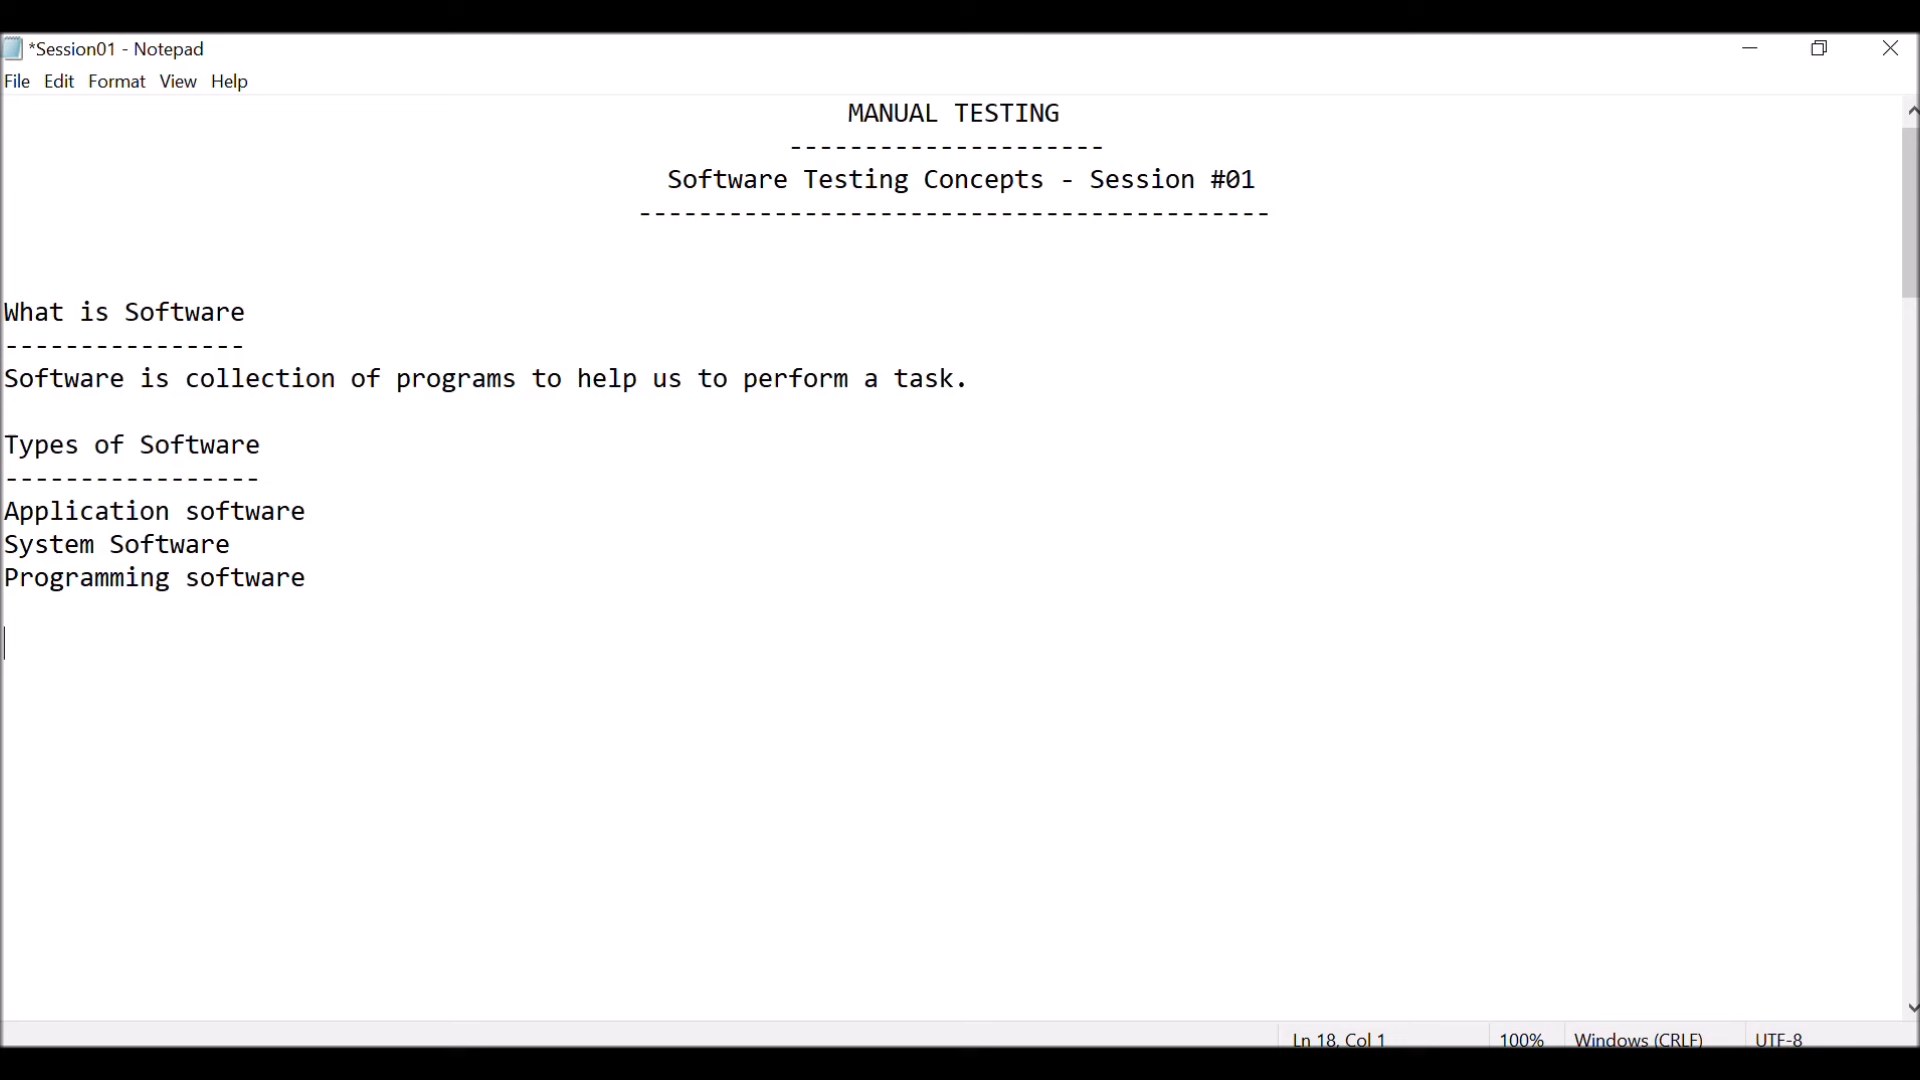 *Session01 - Notepad
File Edit Format View Help
MANUAL TESTING
---------------------
Software Testing Concepts - Session #01
------------------------------------------
What is Software
----------------
Software is collection of programs to help us to perform a task.
Types of Software
-----------------
Application software
System Software
Programming software
Ln 18, Col 1 100% Windows (CRLF) UTF-8